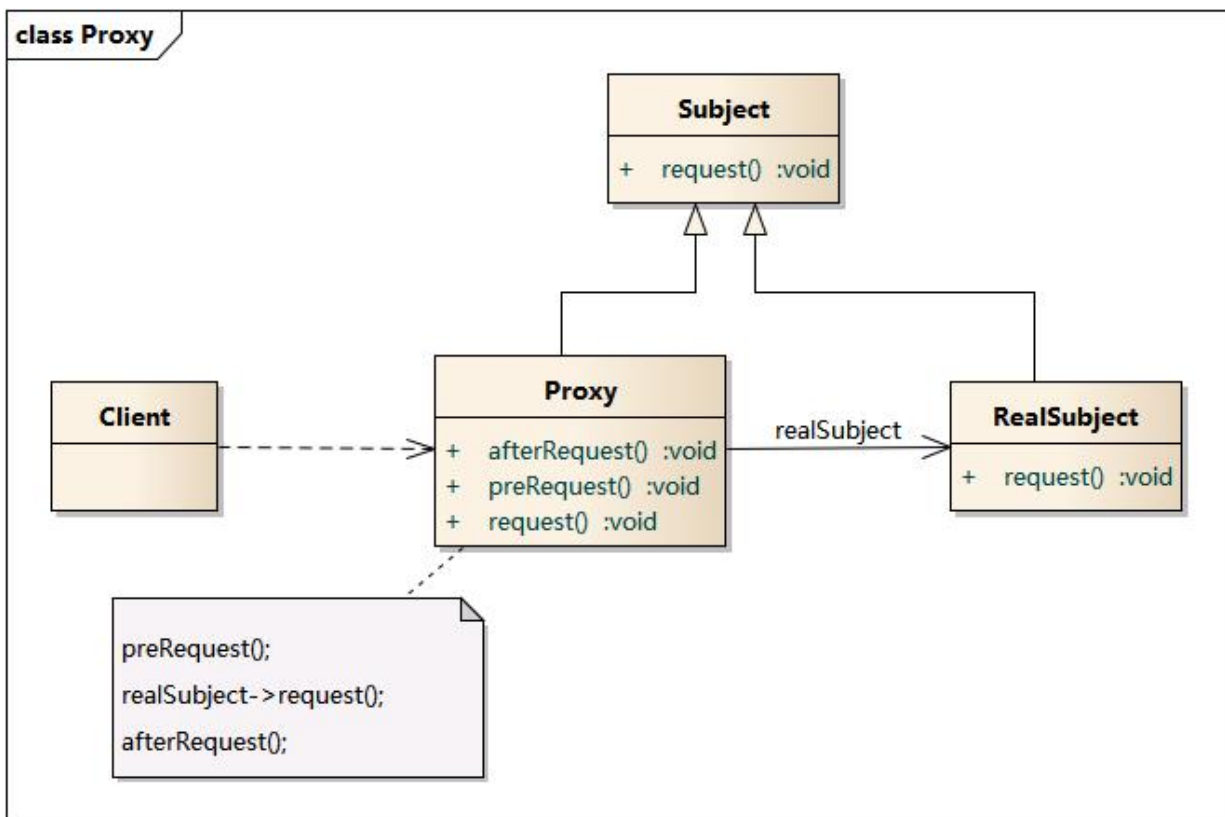 class Proxy
Subject
+ request() :void
Client
Proxy
+ afterRequest() :void
+ preRequest() :void
+ request() :void
realSubject
RealSubject
+ request() :void
preRequest();
realSubject->request();
afterRequest();